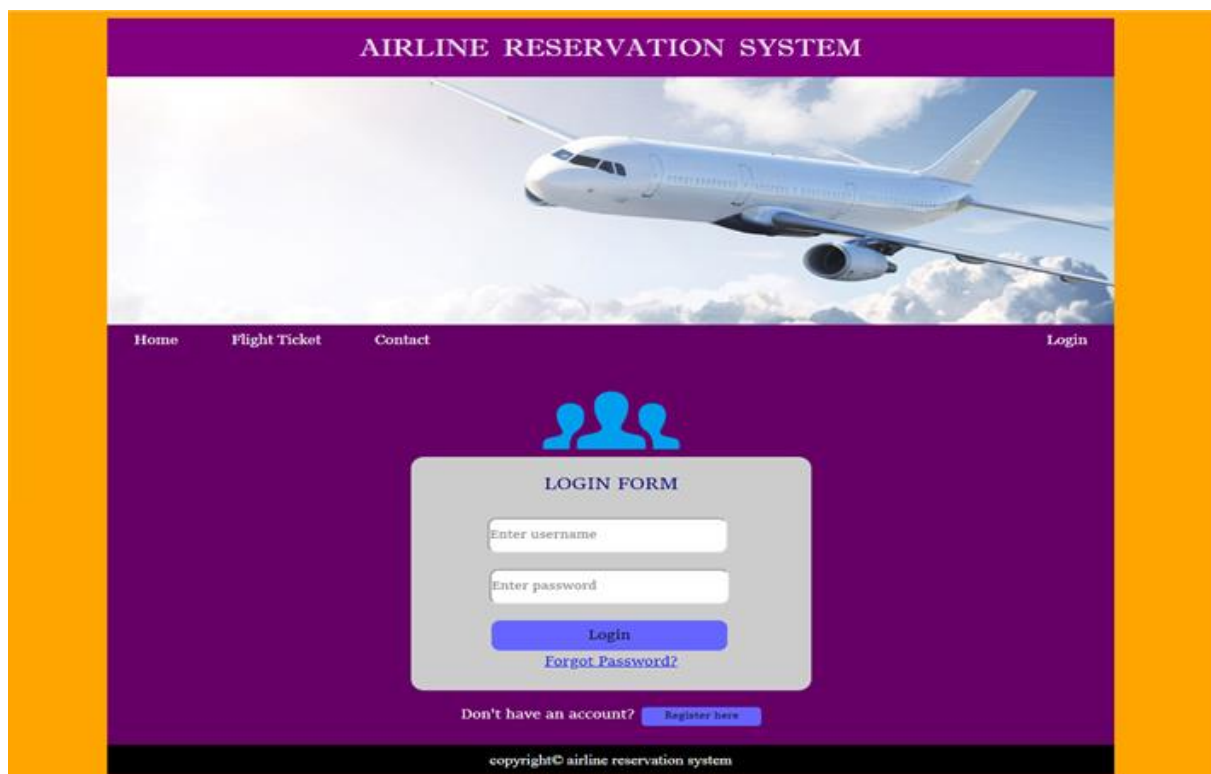 AIRLINE RESERVATION SYSTEM
Home Flight Ticket Contact Login
LOGIN FORM
Enter username
Enter password
Login
Forgot Password?
Don't have an account? Register here
copyright© airline reservation system